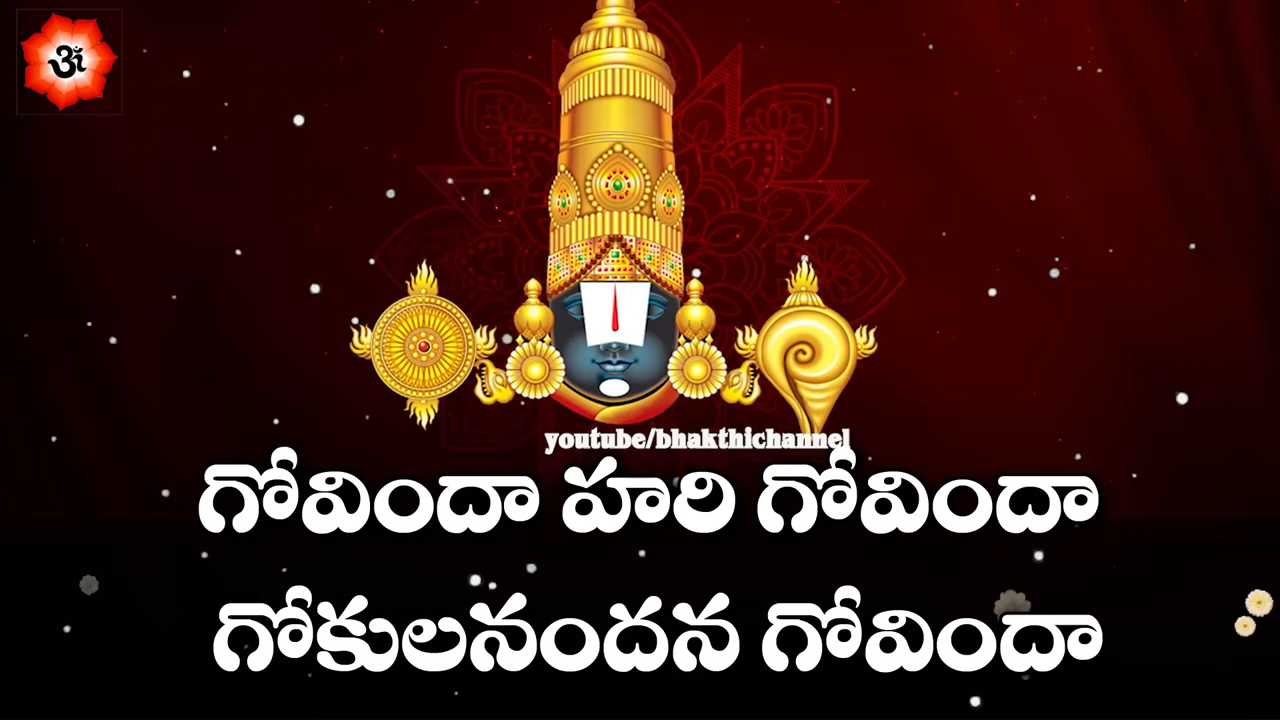 ॐ
youtube/bhakthichannel
గోవిందా హరి గోవిందా
గోకులనందన గోవిందా